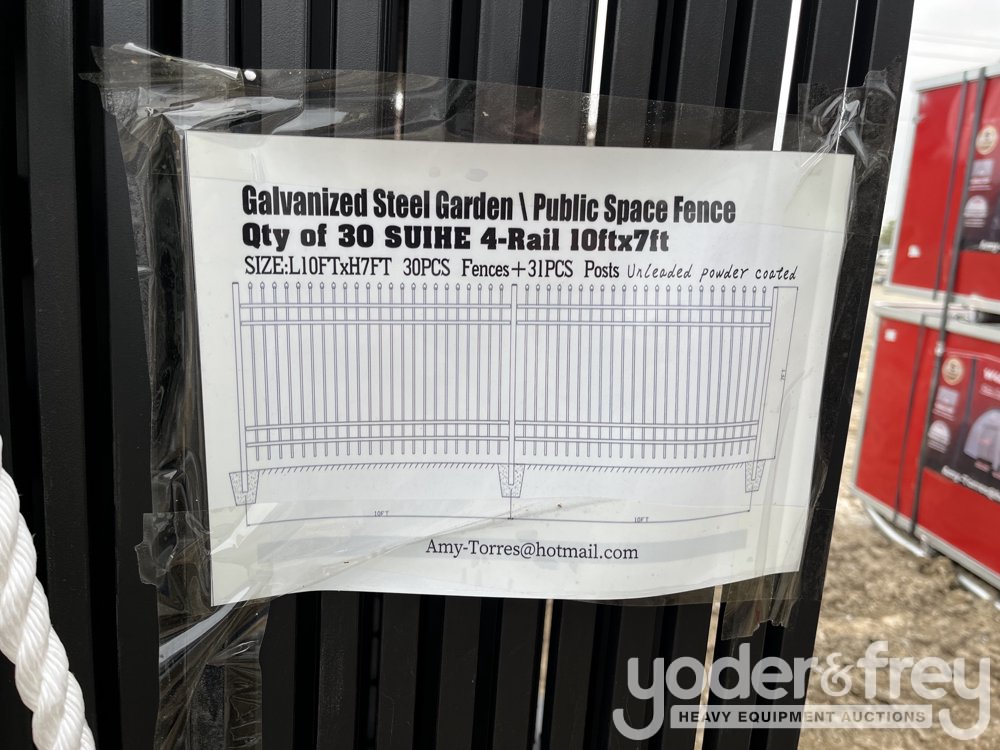 Galvanized Steel Garden \ Public Space Fence
Qty of 30 SUIHE 4-Rail 10ftx7ft
SIZE:L10FTxH7FT 30PCS Fences+31PCS Posts Unleaded powder coated
7FT
10FT
10FT
Amy-Torres@hotmail.com
yoder&frey
HEAVY EQUIPMENT AUCTIONS